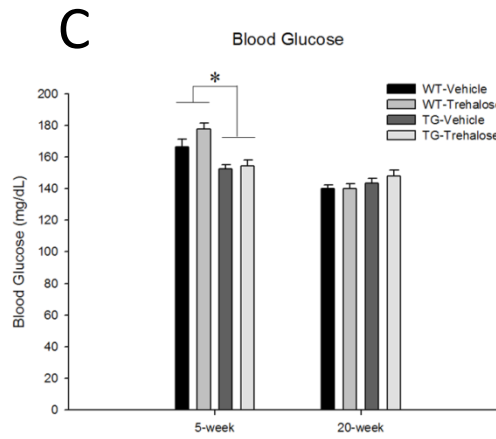 C
Blood Glucose
*
WT-Vehicle
WT-Trehalose
TG-Vehicle
TG-Trehalose
Blood Glucose (mg/dL)
200
180
160
140
120
100
80
60
40
20
0
5-week
20-week